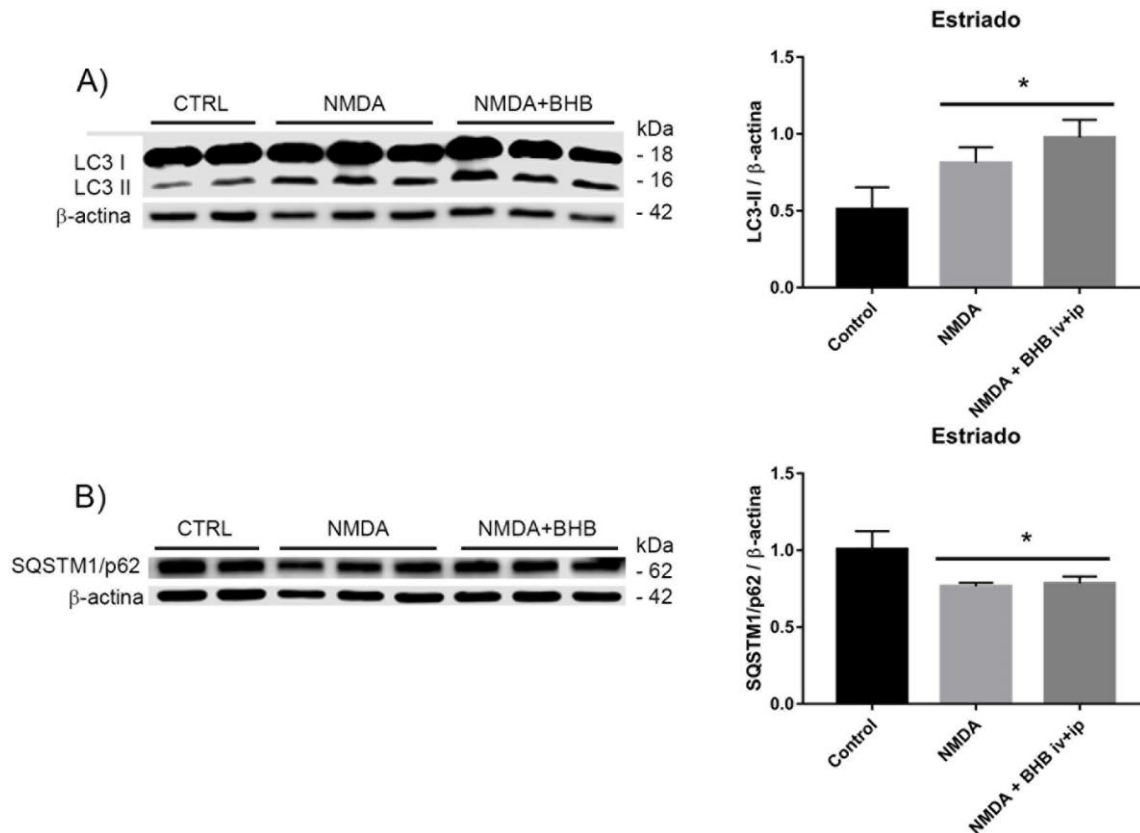 A)
CTRL NMDA NMDA+BHB
kDa
LC3 I - 18
LC3 II - 16
β-actina - 42
Estriado
LC3-II / β-actina
1.5
1.0
0.5
0.0
*
Control
NMDA
NMDA + BHB iv+ip
B)
CTRL NMDA NMDA+BHB
kDa
SQSTM1/p62 - 62
β-actina - 42
Estriado
SQSTM1/p62 / β-actina
1.5
1.0
0.5
0.0
*
Control
NMDA
NMDA + BHB iv+ip